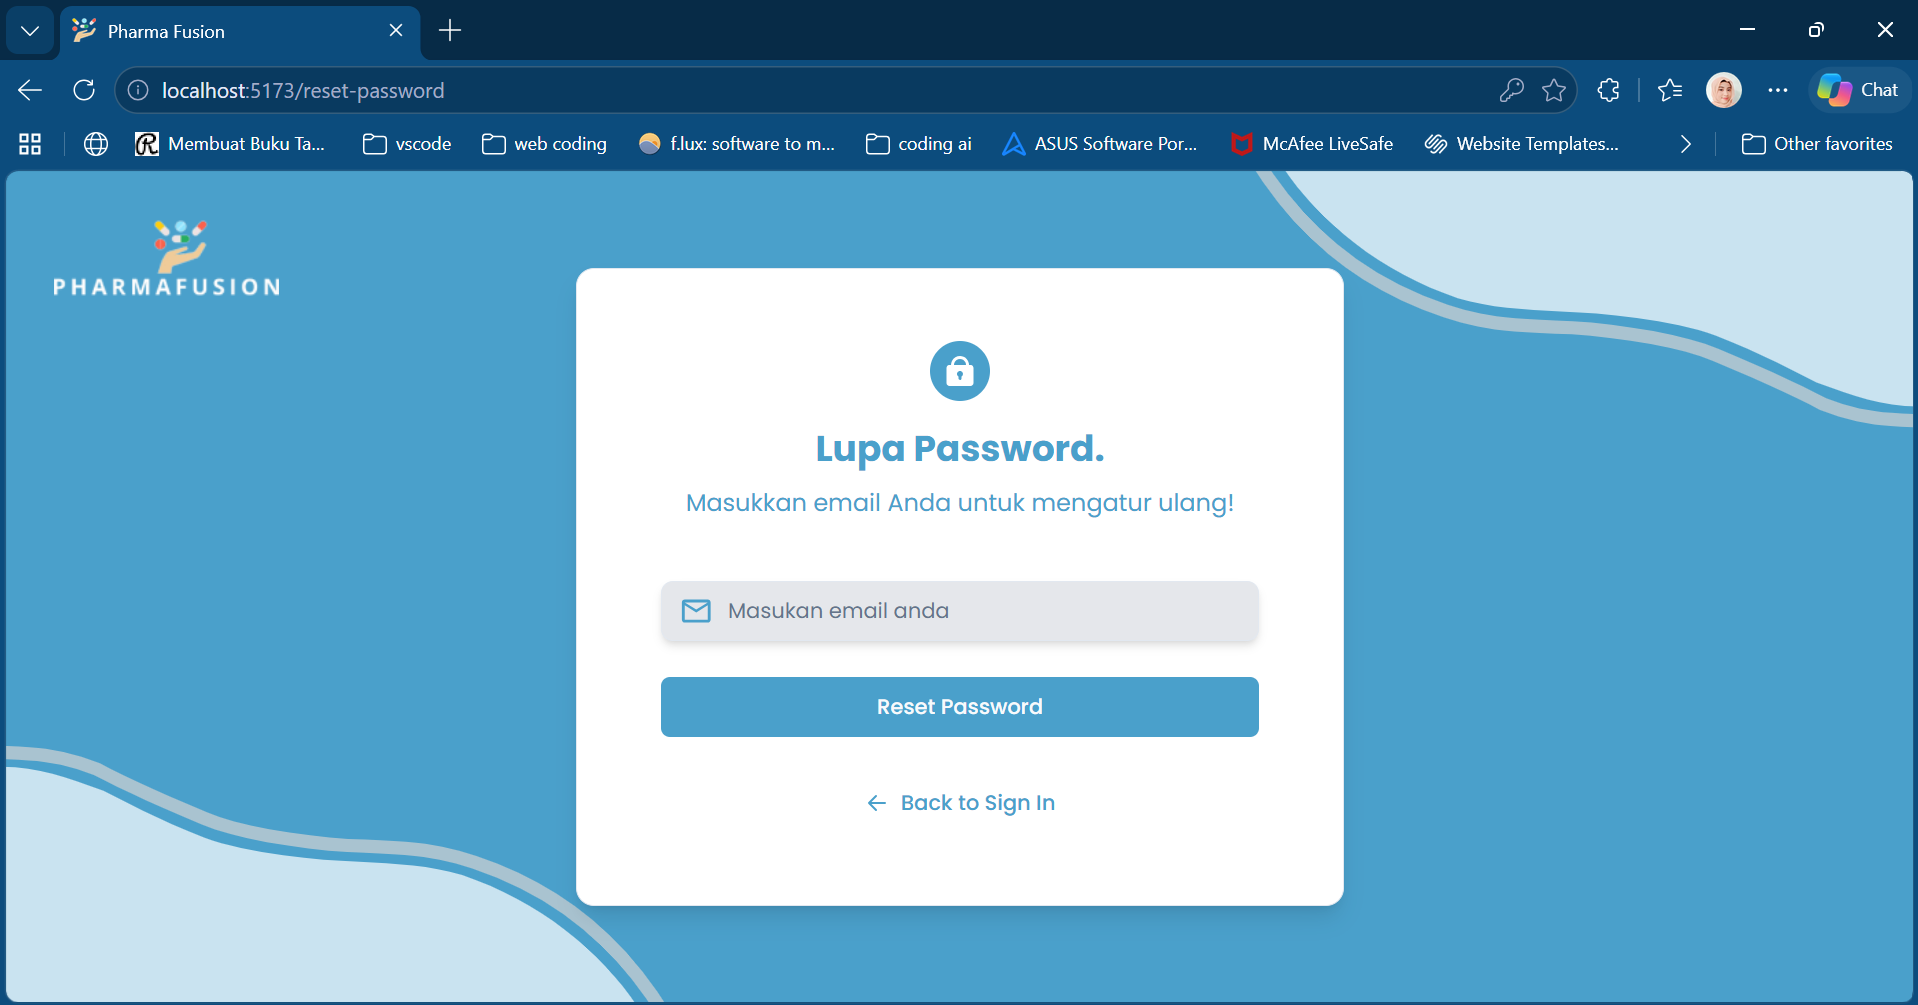 Pharma Fusion
localhost:5173/reset-password
Chat
Membuat Buku Ta...
vscode
web coding
f.lux: software to m...
coding ai
ASUS Software Por...
McAfee LiveSafe
Website Templates...
Other favorites
PHARMAFUSION
Lupa Password.
Masukkan email Anda untuk mengatur ulang!
Masukan email anda
Reset Password
Back to Sign In